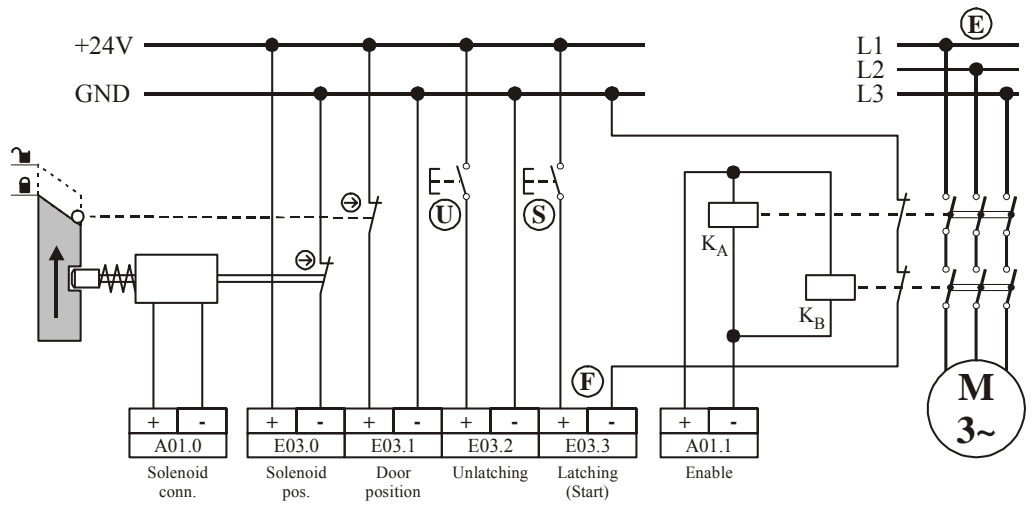 +24V
GND
L1
L2
L3
E
U
S
K_A
K_B
F
M
3~
+ -
A01.0
Solenoid
conn.
+ -
E03.0
Solenoid
pos.
+ -
E03.1
Door
position
+ -
E03.2
Unlatching
+ -
E03.3
Latching
(Start)
+ -
A01.1
Enable